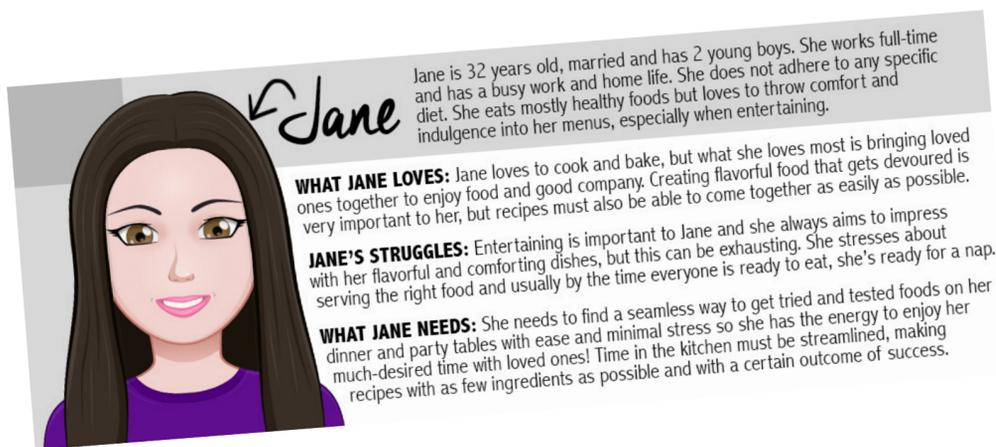 Jane
Jane is 32 years old, married and has 2 young boys. She works full-time
and has a busy work and home life. She does not adhere to any specific
diet. She eats mostly healthy foods but loves to throw comfort and
indulgence into her menus, especially when entertaining.
WHAT JANE LOVES: Jane loves to cook and bake, but what she loves most is bringing loved
ones together to enjoy food and good company. Creating flavorful food that gets devoured is
very important to her, but recipes must also be able to come together as easily as possible.
JANE'S STRUGGLES: Entertaining is important to Jane and she always aims to impress
with her flavorful and comforting dishes, but this can be exhausting. She stresses about
serving the right food and usually by the time everyone is ready to eat, she's ready for a nap.
WHAT JANE NEEDS: She needs to find a seamless way to get tried and tested foods on her
dinner and party tables with ease and minimal stress so she has the energy to enjoy her
much-desired time with loved ones! Time in the kitchen must be streamlined, making
recipes with as few ingredients as possible and with a certain outcome of success.